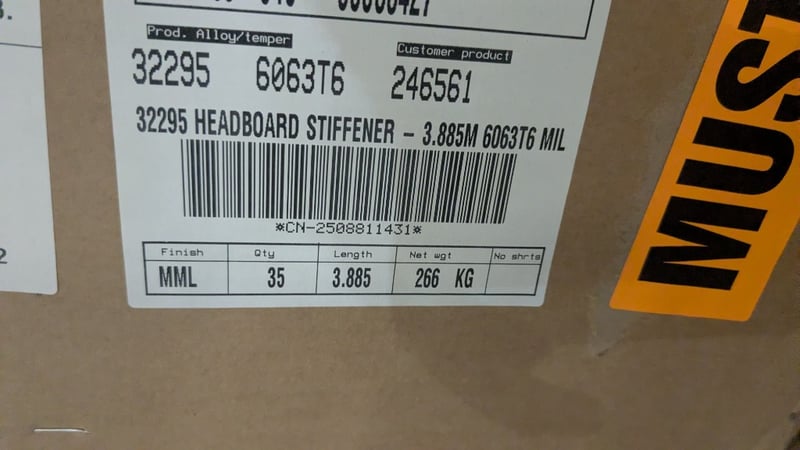 Prod. Alloy/temper
Customer product
32295 6063T6 246561
32295 HEADBOARD STIFFENER - 3.885M 6063T6 MIL
*CN-2508811431*
Finish Qty Length Net wgt No shrts
MML 35 3.885 266 KG
MUST